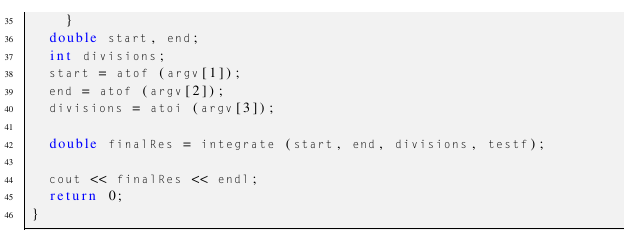 35 }
36 double start, end;
37 int divisions;
38 start = atof (argv[1]);
39 end = atof (argv[2]);
40 divisions = atoi (argv[3]);
41
42 double finalRes = integrate (start, end, divisions, testf);
43
44 cout << finalRes << endl;
45 return 0;
46 }